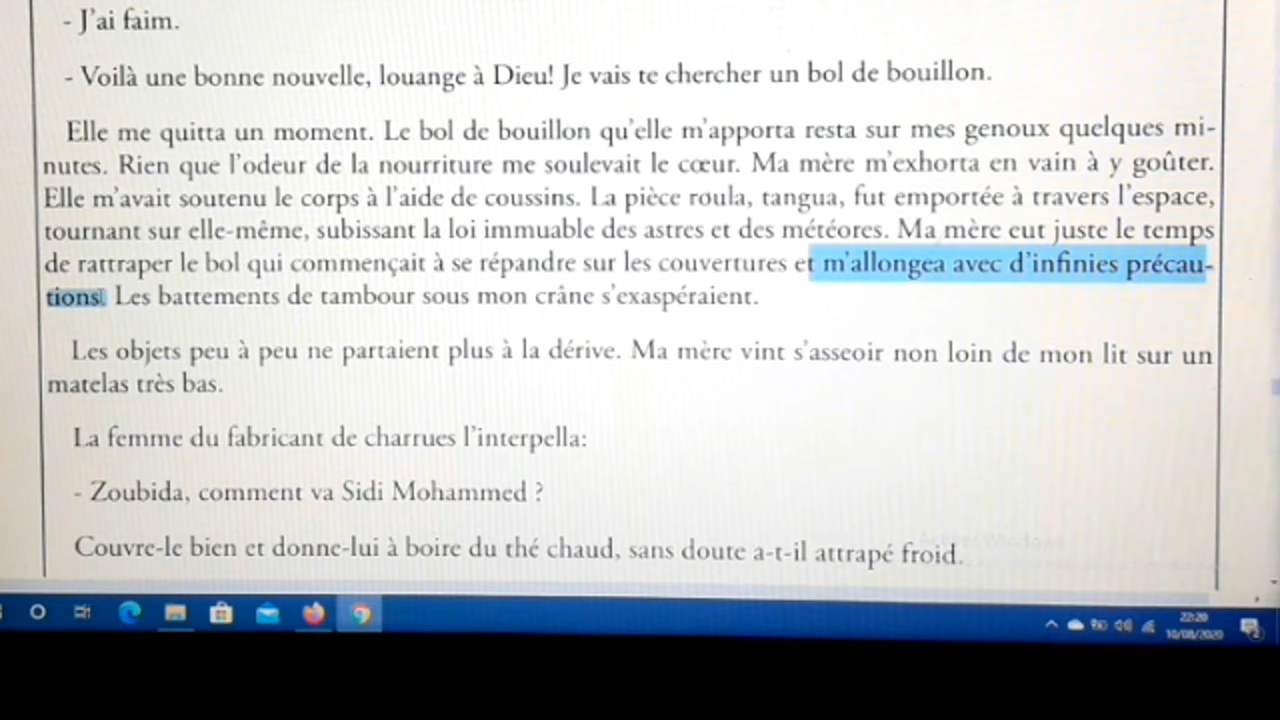 - J'ai faim.
- Voilà une bonne nouvelle, louange à Dieu! Je vais te chercher un bol de bouillon.
Elle me quitta un moment. Le bol de bouillon qu'elle m'apporta resta sur mes genoux quelques mi-
nutes. Rien que l'odeur de la nourriture me soulevait le cœur. Ma mère m'exhorta en vain à y goûter.
Elle m'avait soutenu le corps à l'aide de coussins. La pièce roula, tangua, fut emportée à travers l'espace,
tournant sur elle-même, subissant la loi immuable des astres et des météores. Ma mère eut juste le temps
de rattraper le bol qui commençait à se répandre sur les couvertures et m'allongea avec d'infinies précau-
tions. Les battements de tambour sous mon crâne s'exaspéraient.
Les objets peu à peu ne partaient plus à la dérive. Ma mère vint s'asseoir non loin de mon lit sur un
matelas très bas.
La femme du fabricant de charrues l'interpella:
- Zoubida, comment va Sidi Mohammed ?
Couvre-le bien et donne-lui à boire du thé chaud, sans doute a-t-il attrapé froid.
22:20
10/08/2020